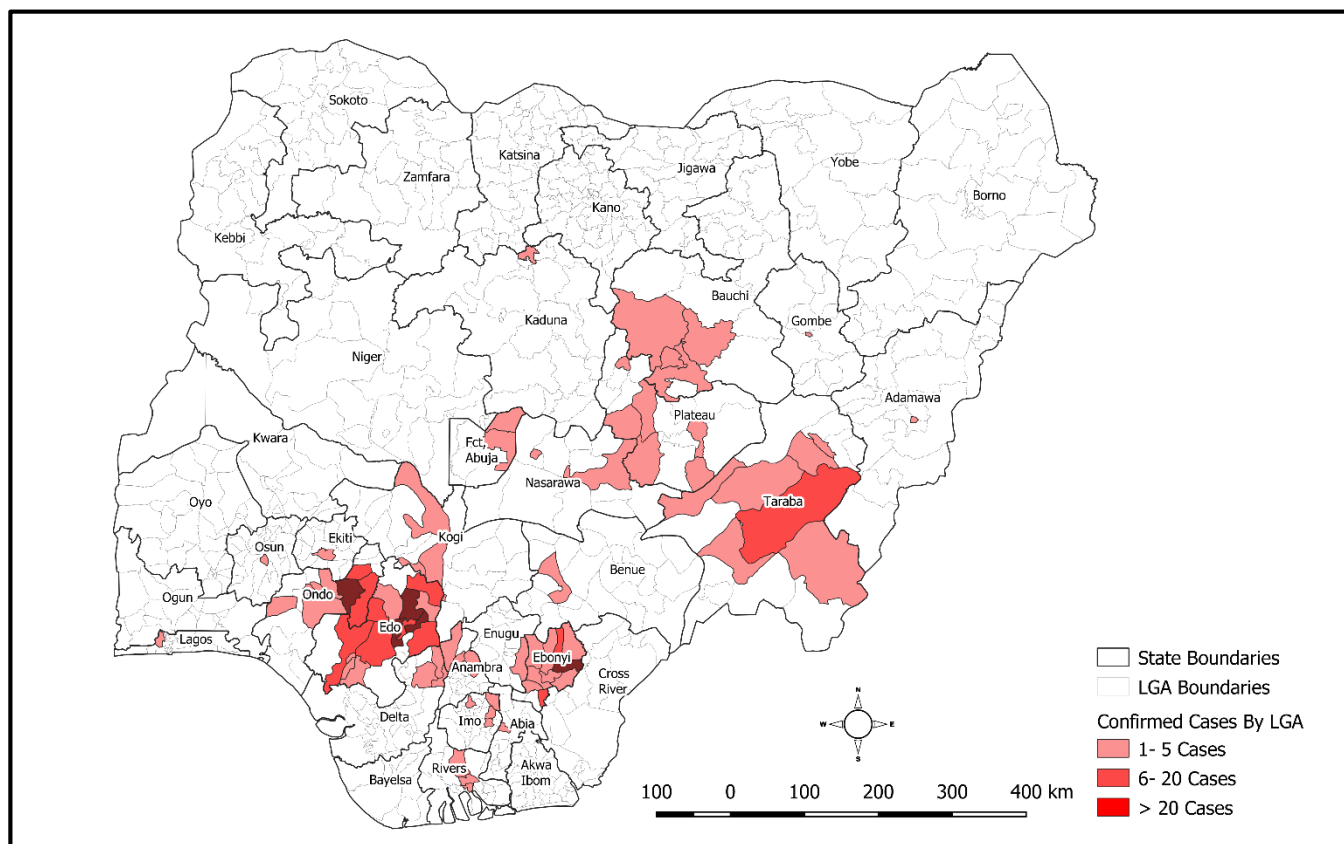 Sokoto
Katsina
Zamfara
Jigawa
Yobe
Borno
Kano
Kebbi
Bauchi
Kaduna
Gombe
Niger
Adamawa
Plateau
Kwara
Fct,
Abuja
Nasarawa
Oyo
Taraba
Kogi
Ekiti
Osun
Benue
Ondo
Ogun
Edo
Enugu
Lagos
Ebonyi
Anambra
Cross
River
Delta
Imo
Abia
Rivers
Akwa
Ibom
Bayelsa
N
W
E
S
100 0 100 200 300 400 km
State Boundaries
LGA Boundaries
Confirmed Cases By LGA
1- 5 Cases
6- 20 Cases
> 20 Cases